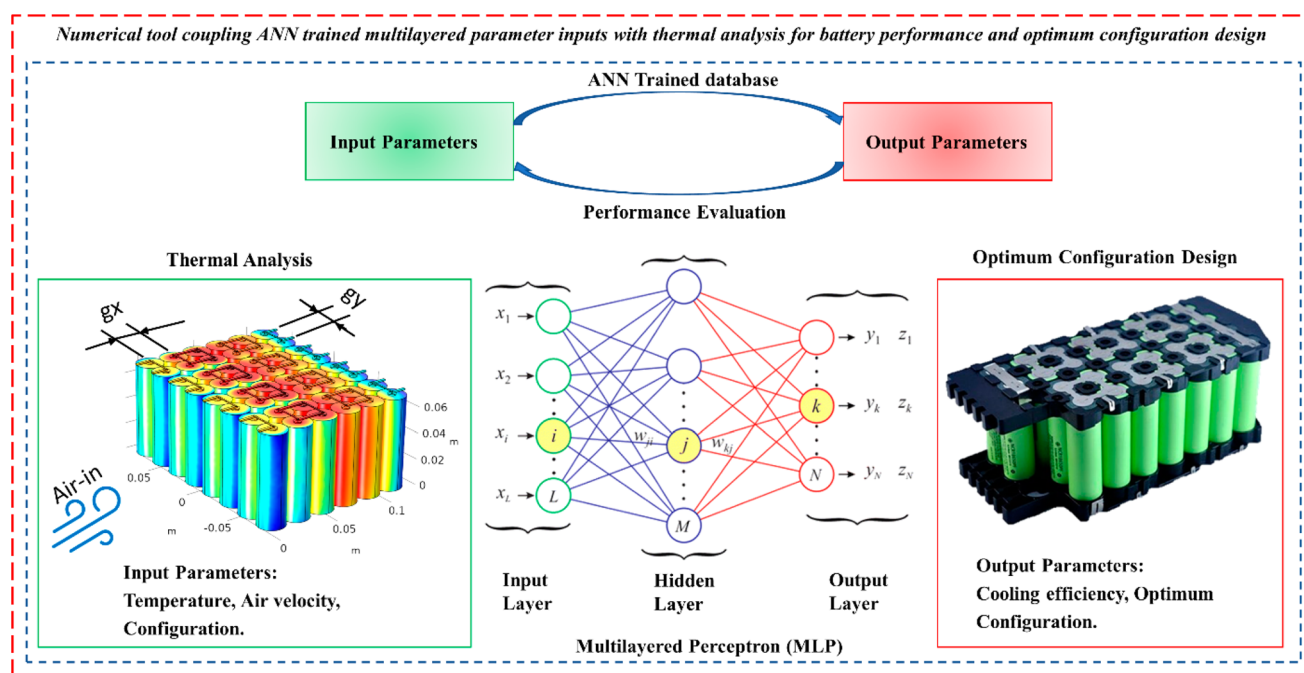 Numerical tool coupling ANN trained multilayered parameter inputs with thermal analysis for battery performance and optimum configuration design
ANN Trained database
Input Parameters
Output Parameters
Performance Evaluation
Thermal Analysis
gx
gy
0.06
0.04
m
0.02
0
0.05
0
-0.05
m
0
0.05
m
0.1
Air-in
Input Parameters:
Temperature, Air velocity,
Configuration.
x1
x2
xi
xL
i
L
wji
j
wkj
M
k
N
y1 z1
yk zk
yN zN
Input
Layer
Hidden
Layer
Output
Layer
Multilayered Perceptron (MLP)
Optimum Configuration Design
Output Parameters:
Cooling efficiency, Optimum
Configuration.